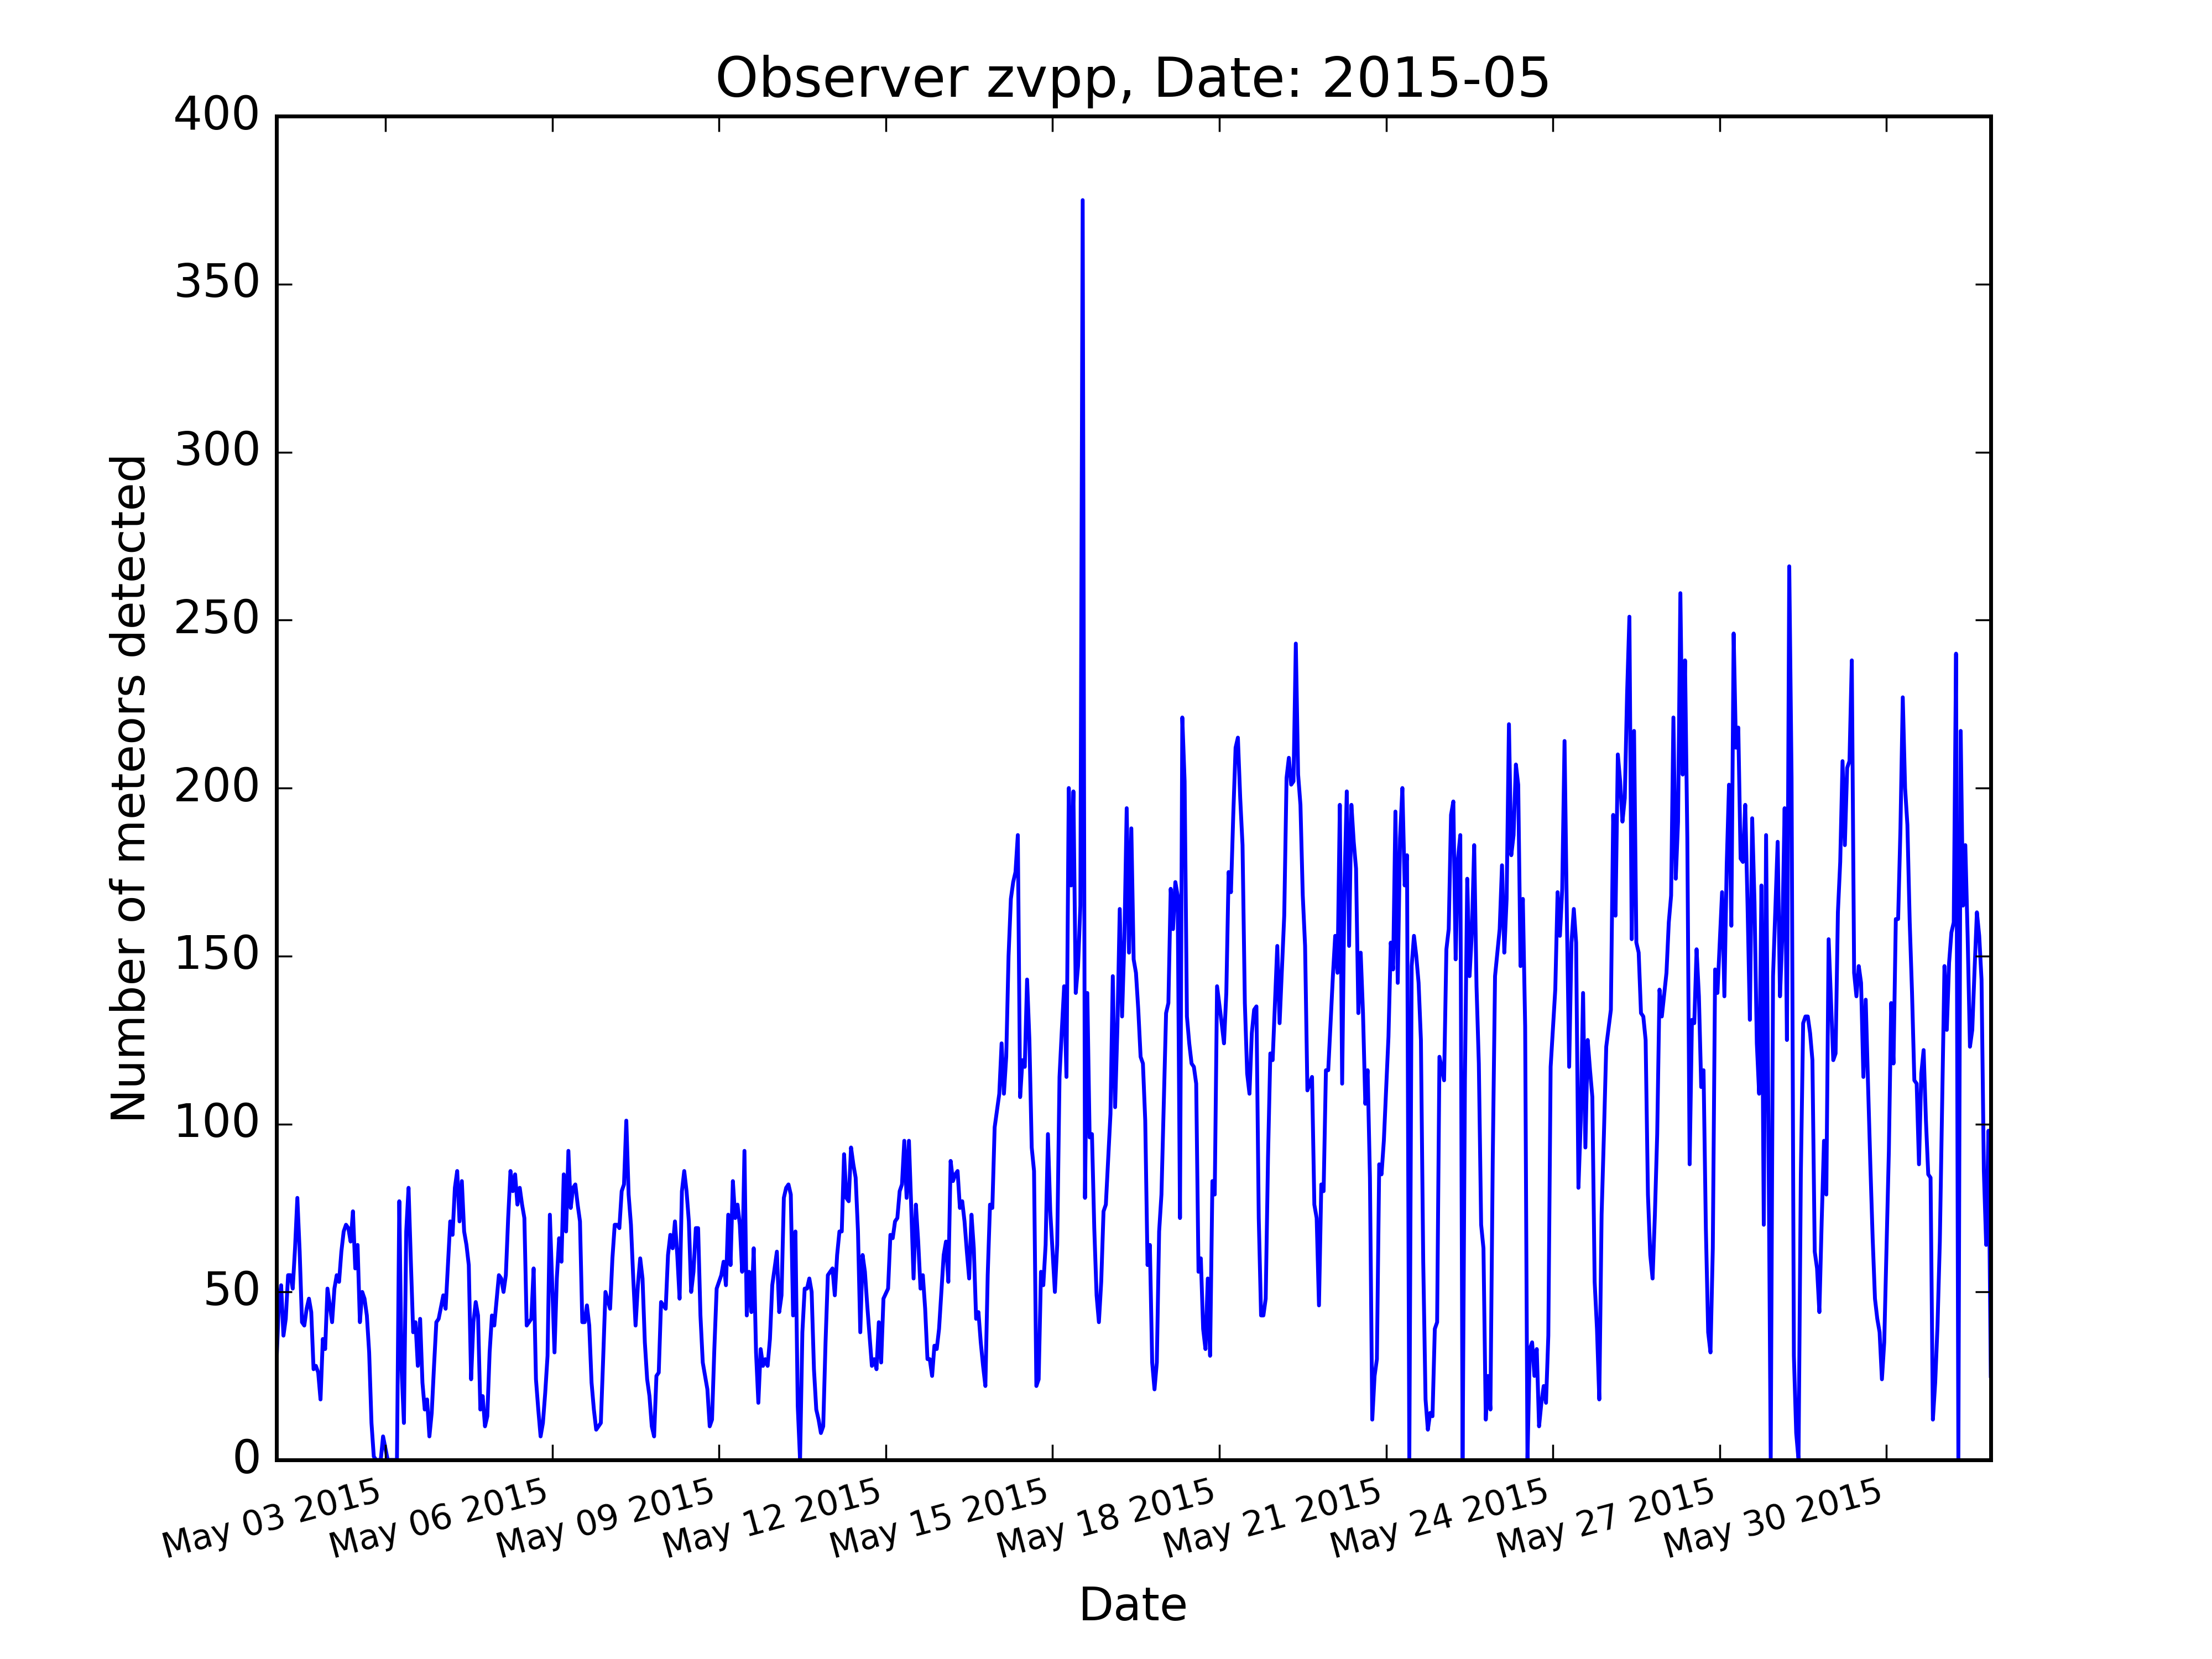 Observer zvpp, Date: 2015-05
400
350
300
250
200
150
100
50
0
Number of meteors detected
May 03 2015
May 06 2015
May 09 2015
May 12 2015
May 15 2015
May 18 2015
May 21 2015
May 24 2015
May 27 2015
May 30 2015
Date